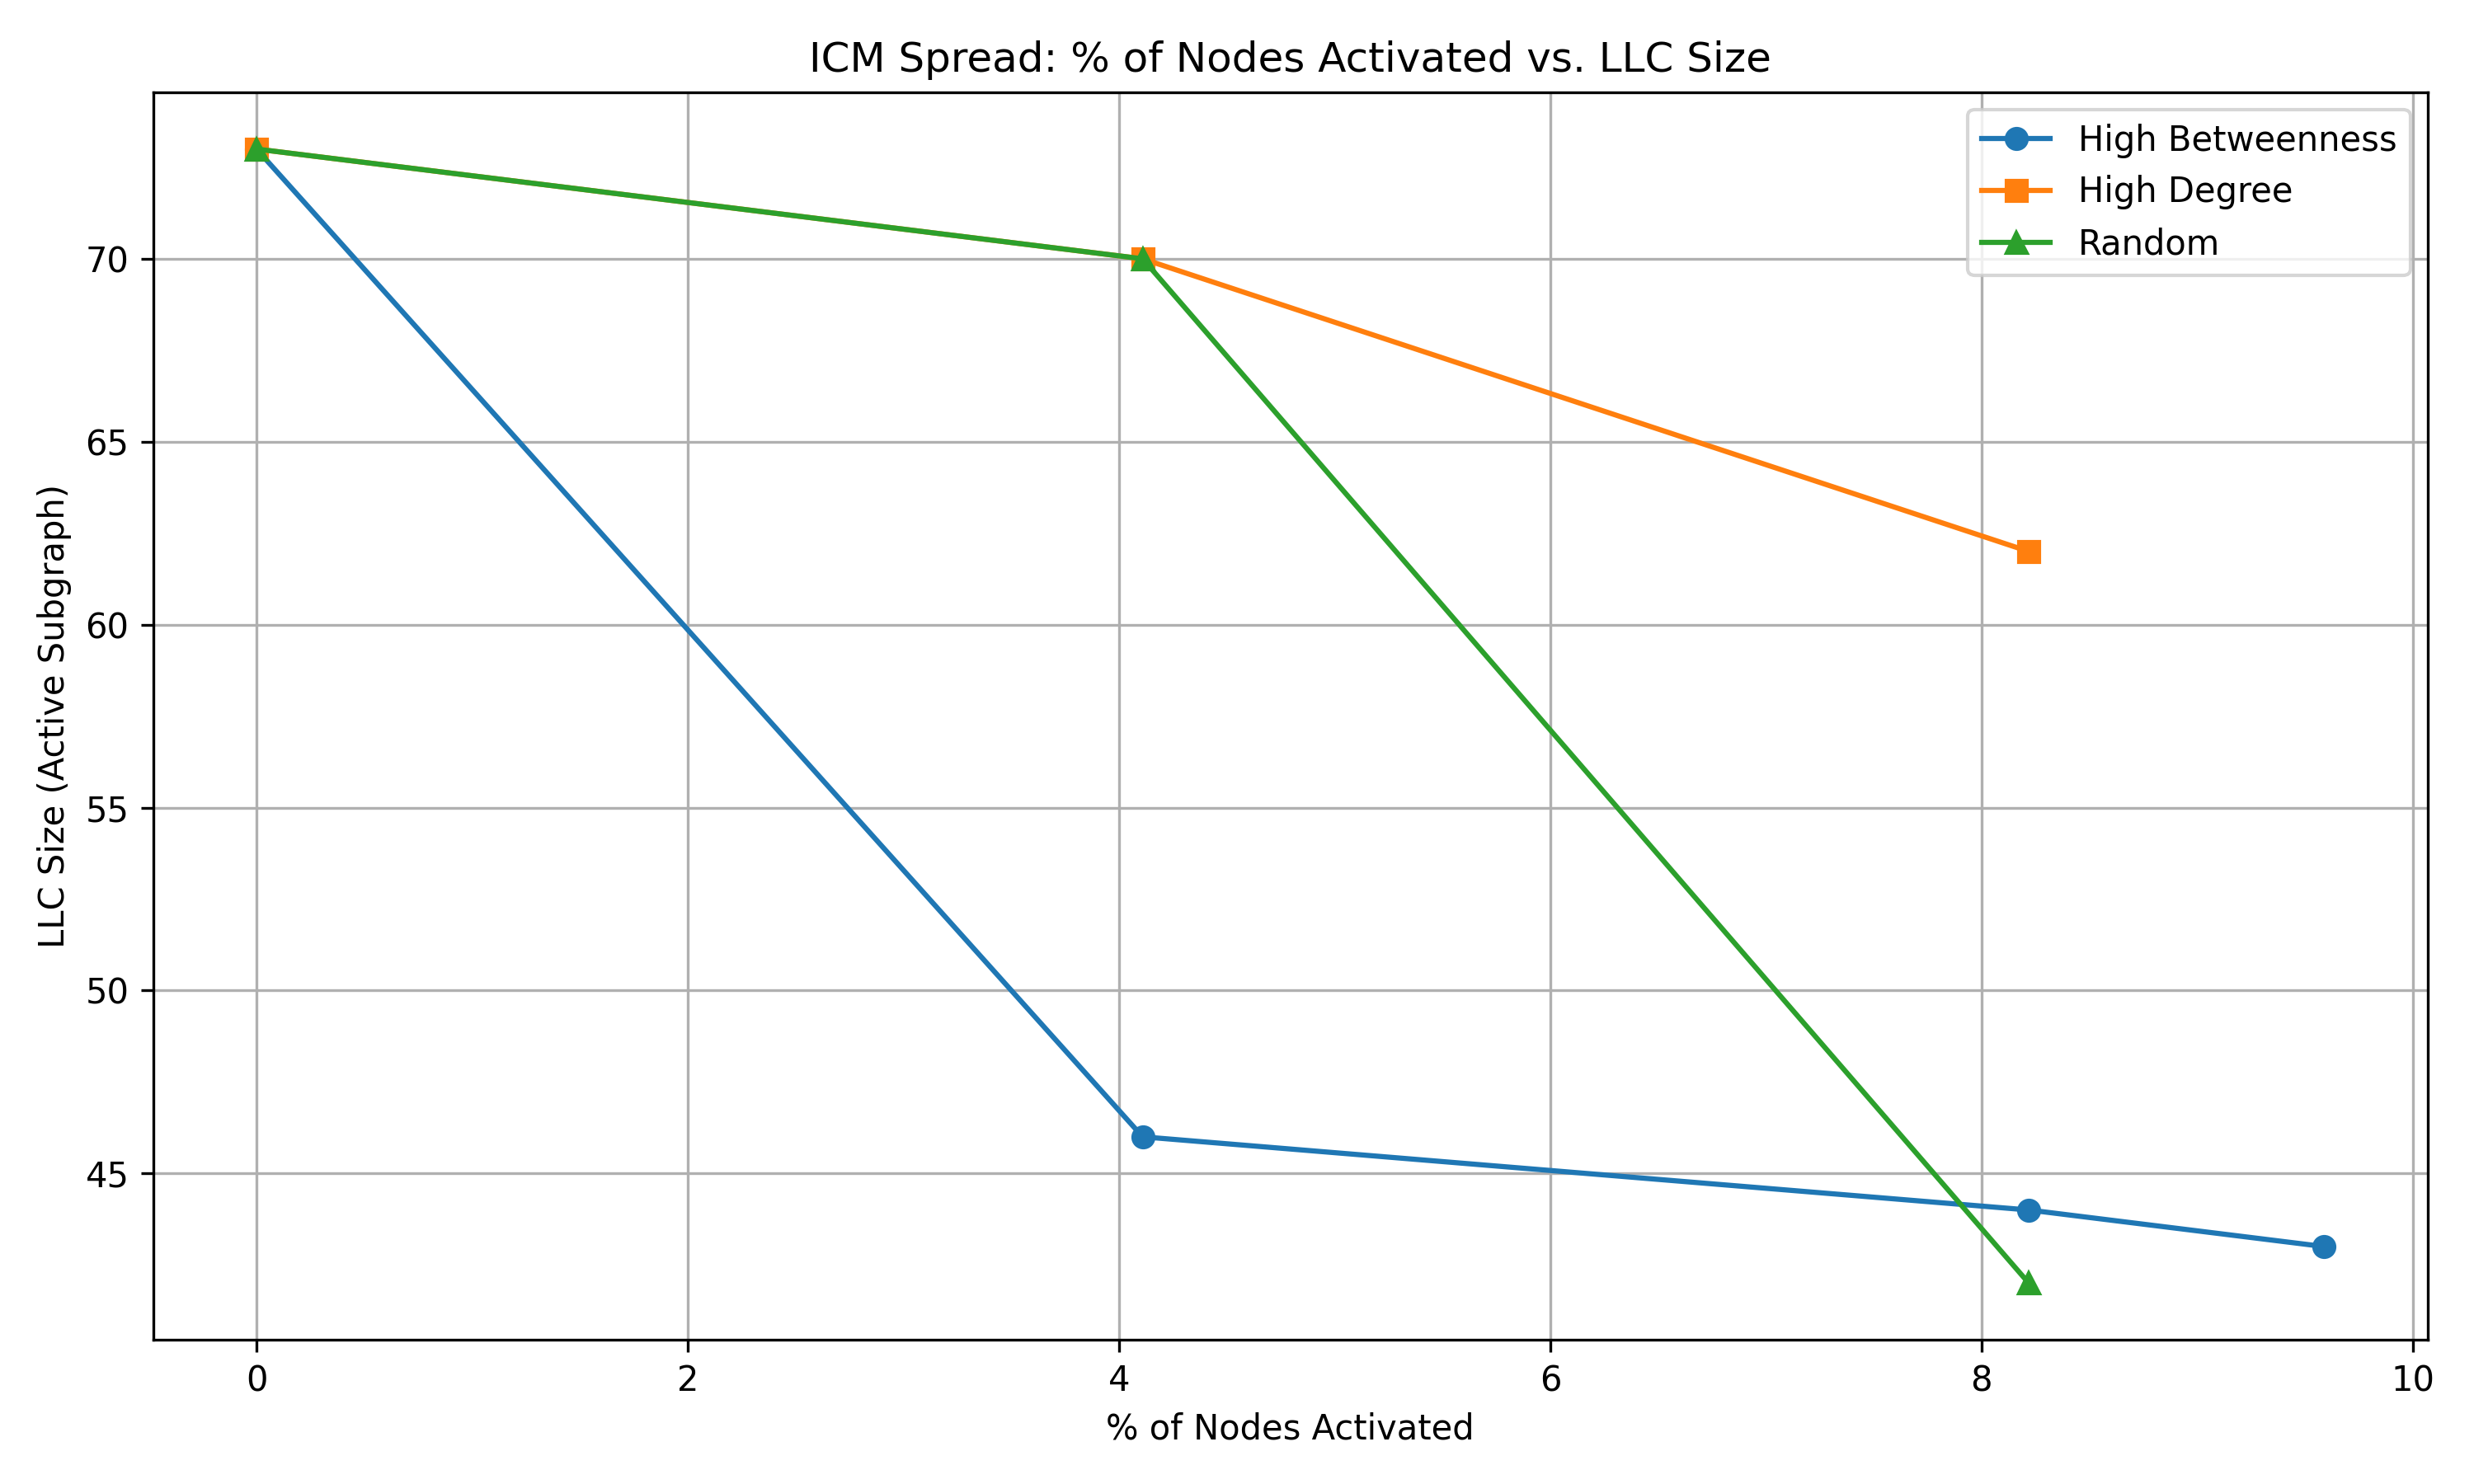 ICM Spread: % of Nodes Activated vs. LLC Size
High Betweenness
High Degree
Random
LLC Size (Active Subgraph)
70
65
60
55
50
45
0 2 4 6 8 10
% of Nodes Activated